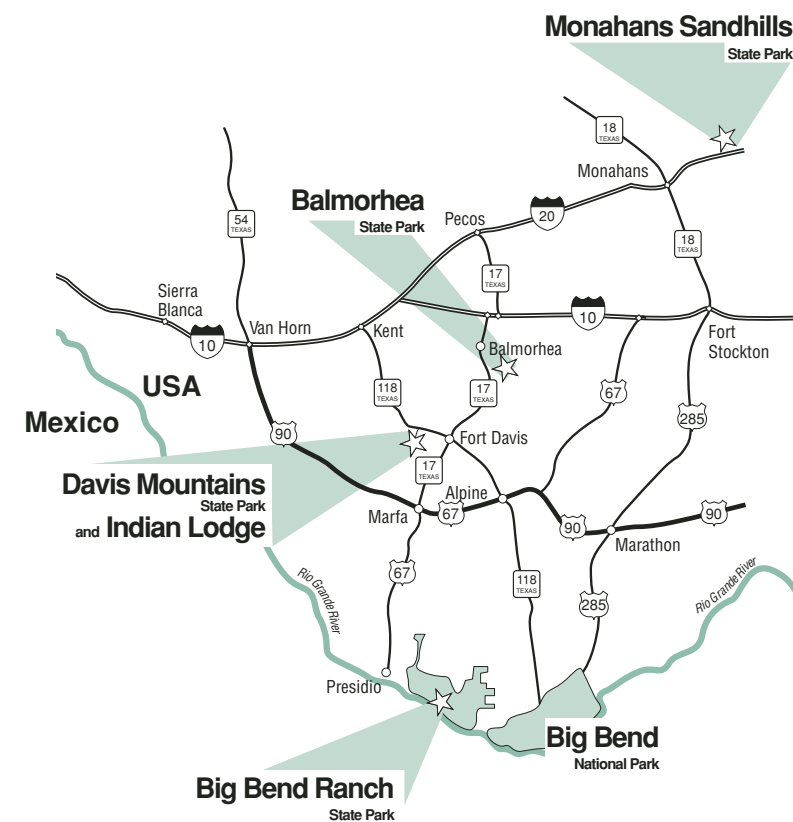 Monahans Sandhills
State Park
18
TEXAS
Monahans
Balmorhea
State Park
54
TEXAS
Pecos
20
18
TEXAS
17
TEXAS
Sierra
Blanca
10
Van Horn
Kent
10
Fort
Stockton
Balmorhea
USA
Mexico
118
TEXAS
17
TEXAS
67
285
90
Fort Davis
Davis Mountains
State Park
and Indian Lodge
17
TEXAS
Alpine
Marfa
67
90
90
Marathon
67
118
TEXAS
285
Rio Grande River
Rio Grande River
Presidio
Big Bend
National Park
Big Bend Ranch
State Park